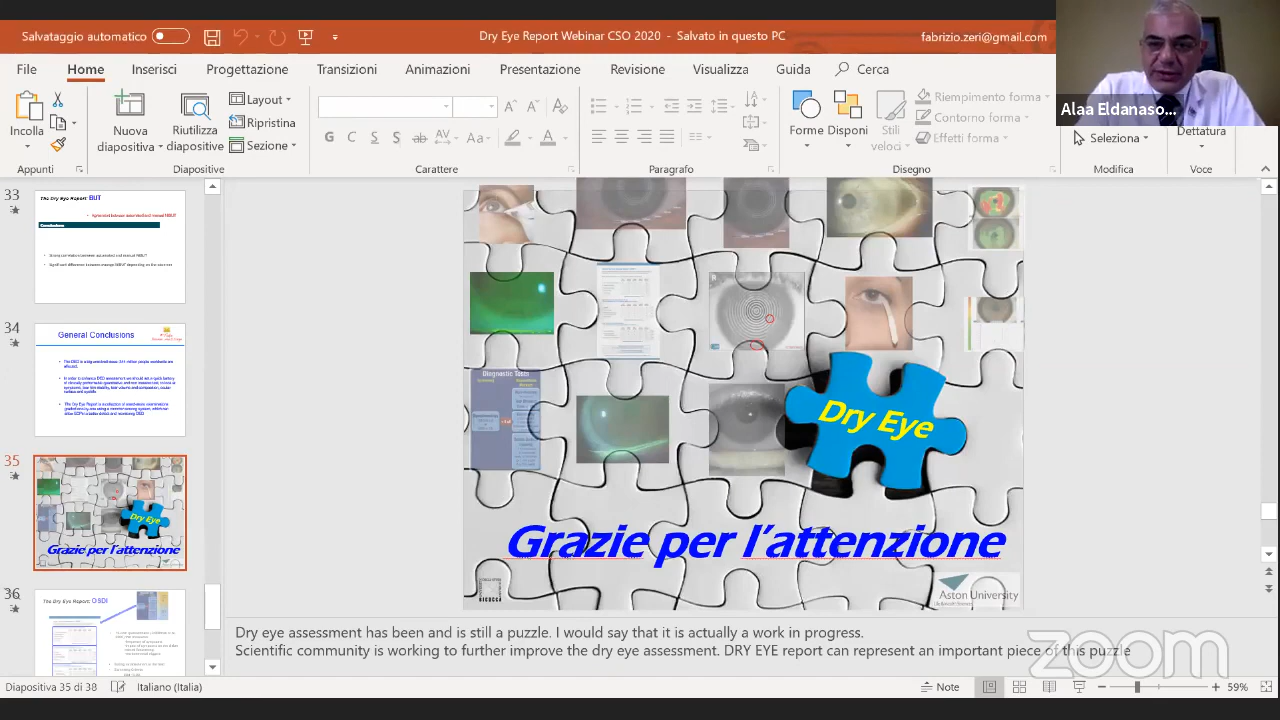 Salvataggio automatico
Dry Eye Report Webinar CSO 2020 - Salvato in questo PC
fabrizio.zeri@gmail.com
File Home Inserisci Progettazione Transizioni Animazioni Presentazione Revisione Visualizza Guida Cerca
Alaa Eldanaso...
Incolla
Nuova diapositiva
Riutilizza diapositive
Layout
Ripristina
Sezione
Forme
Disponi
Stili veloci
Riempimento forma
Contorno forma
Effetti forma
Seleziona
Dettatura
Appunti
Diapositive
Carattere
Paragrafo
Disegno
Modifica
Voce
33
The Dry Eye Report: BUT
Conclusions
34
General Conclusions
35
Dry Eye
Grazie per l'attenzione
36
The Dry Eye Report: OSDI
Diagnostic Tests
Dry Eye
Grazie per l'attenzione
BICOCCA
Aston University
Dry eye assessment has been and is still a puzzle. I would say that it is actually a work in
Scientific community is working to further improve the dry eye assessment. DRY EYE report can represent an important piece of this puzzle
zoom
Diapositiva 35 di 38
Italiano (Italia)
Note
59%